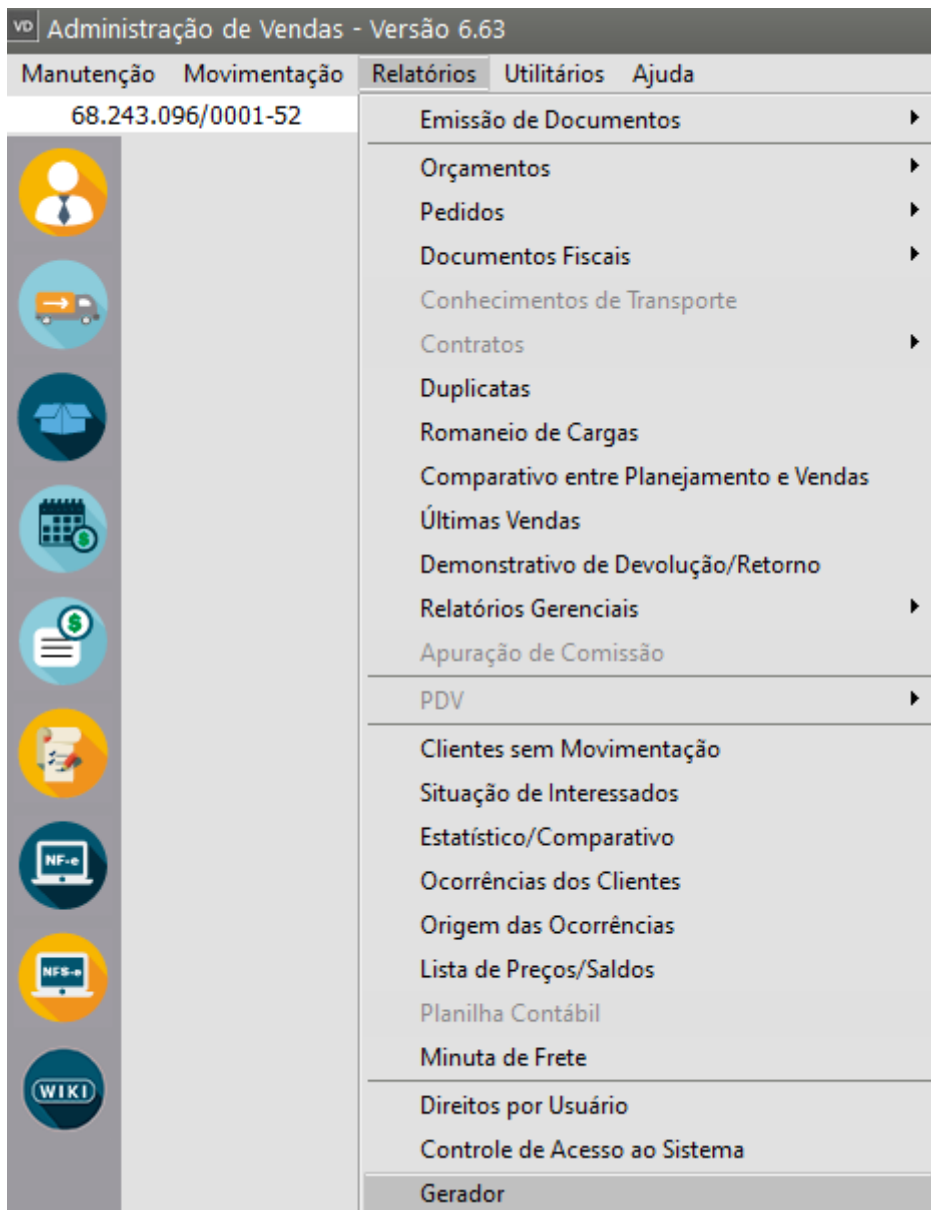 VD Administração de Vendas - Versão 6.63
Manutenção Movimentação Relatórios Utilitários Ajuda
68.243.096/0001-52
Emissão de Documentos
Orçamentos
Pedidos
Documentos Fiscais
Conhecimentos de Transporte
Contratos
Duplicatas
Romaneio de Cargas
Comparativo entre Planejamento e Vendas
Últimas Vendas
Demonstrativo de Devolução/Retorno
Relatórios Gerenciais
Apuração de Comissão
PDV
Clientes sem Movimentação
Situação de Interessados
Estatístico/Comparativo
Ocorrências dos Clientes
Origem das Ocorrências
Lista de Preços/Saldos
Planilha Contábil
Minuta de Frete
Direitos por Usuário
Controle de Acesso ao Sistema
Gerador
$
$
NF-e
NFS-e
WIKI